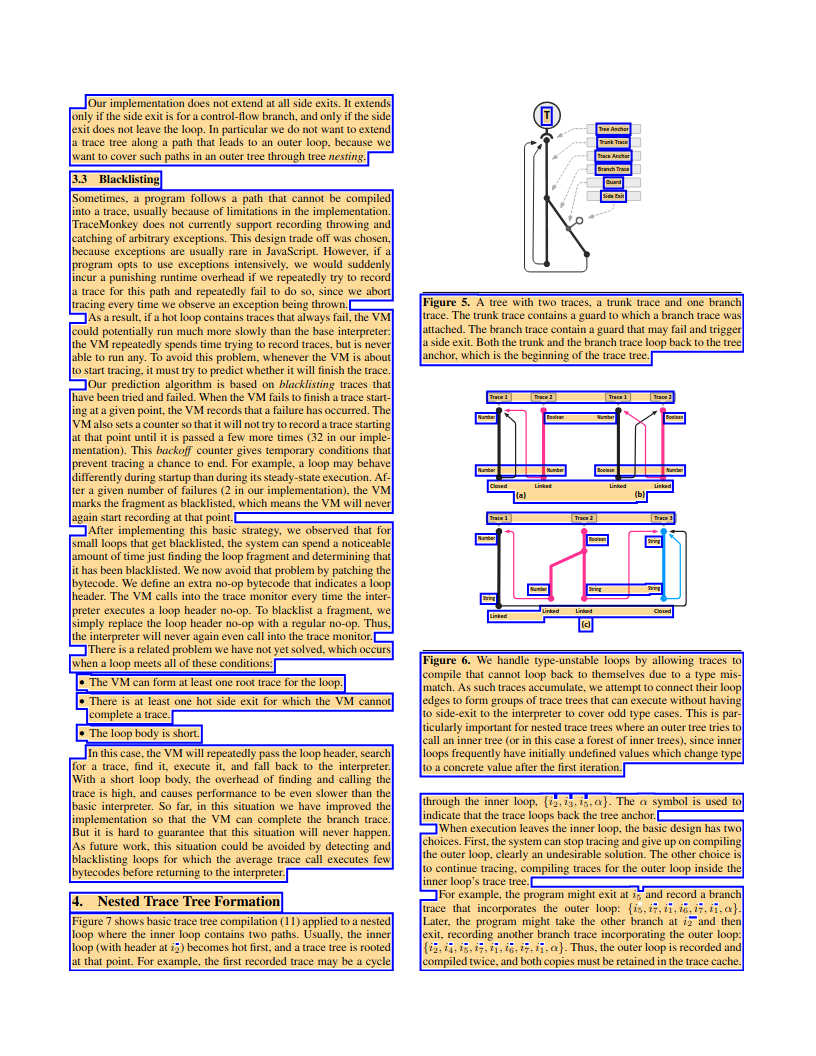 Our implementation does not extend at all side exits. It extends
only if the side exit is for a control-flow branch, and only if the side
exit does not leave the loop. In particular we do not want to extend
a trace tree along a path that leads to an outer loop, because we
want to cover such paths in an outer tree through tree nesting.
3.3 Blacklisting
Sometimes, a program follows a path that cannot be compiled
into a trace, usually because of limitations in the implementation.
TraceMonkey does not currently support recording throwing and
catching of arbitrary exceptions. This design trade off was chosen,
because exceptions are usually rare in JavaScript. However, if a
program opts to use exceptions intensively, we would suddenly
incur a punishing runtime overhead if we repeatedly try to record
a trace for this path and repeatedly fail to do so, since we abort
tracing every time we observe an exception being thrown.
As a result, if a hot loop contains traces that always fail, the VM
could potentially run much more slowly than the base interpreter:
the VM repeatedly spends time trying to record traces, but is never
able to run any. To avoid this problem, whenever the VM is about
to start tracing, it must try to predict whether it will finish the trace.
Our prediction algorithm is based on blacklisting traces that
have been tried and failed. When the VM fails to finish a trace start-
ing at a given point, the VM records that a failure has occurred. The
VM also sets a counter so that it will not try to record a trace starting
at that point until it is passed a few more times (32 in our imple-
mentation). This backoff counter gives temporary conditions that
prevent tracing a chance to end. For example, a loop may behave
differently during startup than during its steady-state execution. Af-
ter a given number of failures (2 in our implementation), the VM
marks the fragment as blacklisted, which means the VM will never
again start recording at that point.
After implementing this basic strategy, we observed that for
small loops that get blacklisted, the system can spend a noticeable
amount of time just finding the loop fragment and determining that
it has been blacklisted. We now avoid that problem by patching the
bytecode. We define an extra no-op bytecode that indicates a loop
header. The VM calls into the trace monitor every time the inter-
preter executes a loop header no-op. To blacklist a fragment, we
simply replace the loop header no-op with a regular no-op. Thus,
the interpreter will never again even call into the trace monitor.
There is a related problem we have not yet solved, which occurs
when a loop meets all of these conditions:
• The VM can form at least one root trace for the loop.
• There is at least one hot side exit for which the VM cannot
complete a trace.
• The loop body is short.
In this case, the VM will repeatedly pass the loop header, search
for a trace, find it, execute it, and fall back to the interpreter.
With a short loop body, the overhead of finding and calling the
trace is high, and causes performance to be even slower than the
basic interpreter. So far, in this situation we have improved the
implementation so that the VM can complete the branch trace.
But it is hard to guarantee that this situation will never happen.
As future work, this situation could be avoided by detecting and
blacklisting loops for which the average trace call executes few
bytecodes before returning to the interpreter.
4. Nested Trace Tree Formation
Figure 7 shows basic trace tree compilation (11) applied to a nested
loop where the inner loop contains two paths. Usually, the inner
loop (with header at i2) becomes hot first, and a trace tree is rooted
at that point. For example, the first recorded trace may be a cycle
T
Tree Anchor
Trunk Trace
Trace Anchor
Branch Trace
Guard
Side Exit
Figure 5. A tree with two traces, a trunk trace and one branch
trace. The trunk trace contains a guard to which a branch trace was
attached. The branch trace contain a guard that may fail and trigger
a side exit. Both the trunk and the branch trace loop back to the tree
anchor, which is the beginning of the trace tree.
Trace 1 Trace 2 Trace 1 Trace 2
Number Boolean Number Boolean
Number Number Boolean Number
Closed Linked Linked Linked
(a) (b)
Trace 1 Trace 2 Trace 3
Number Boolean String
Number String String
String
Linked Linked Linked Closed
(c)
Figure 6. We handle type-unstable loops by allowing traces to
compile that cannot loop back to themselves due to a type mis-
match. As such traces accumulate, we attempt to connect their loop
edges to form groups of trace trees that can execute without having
to side-exit to the interpreter to cover odd type cases. This is par-
ticularly important for nested trace trees where an outer tree tries to
call an inner tree (or in this case a forest of inner trees), since inner
loops frequently have initially undefined values which change type
to a concrete value after the first iteration.
through the inner loop, {i2, i3, i5, α}. The α symbol is used to
indicate that the trace loops back the tree anchor.
When execution leaves the inner loop, the basic design has two
choices. First, the system can stop tracing and give up on compiling
the outer loop, clearly an undesirable solution. The other choice is
to continue tracing, compiling traces for the outer loop inside the
inner loop's trace tree.
For example, the program might exit at i5 and record a branch
trace that incorporates the outer loop: {i5, i7, i1, i6, i7, i1, α}.
Later, the program might take the other branch at i2 and then
exit, recording another branch trace incorporating the outer loop:
{i2, i4, i5, i7, i1, i6, i7, i1, α}. Thus, the outer loop is recorded and
compiled twice, and both copies must be retained in the trace cache.